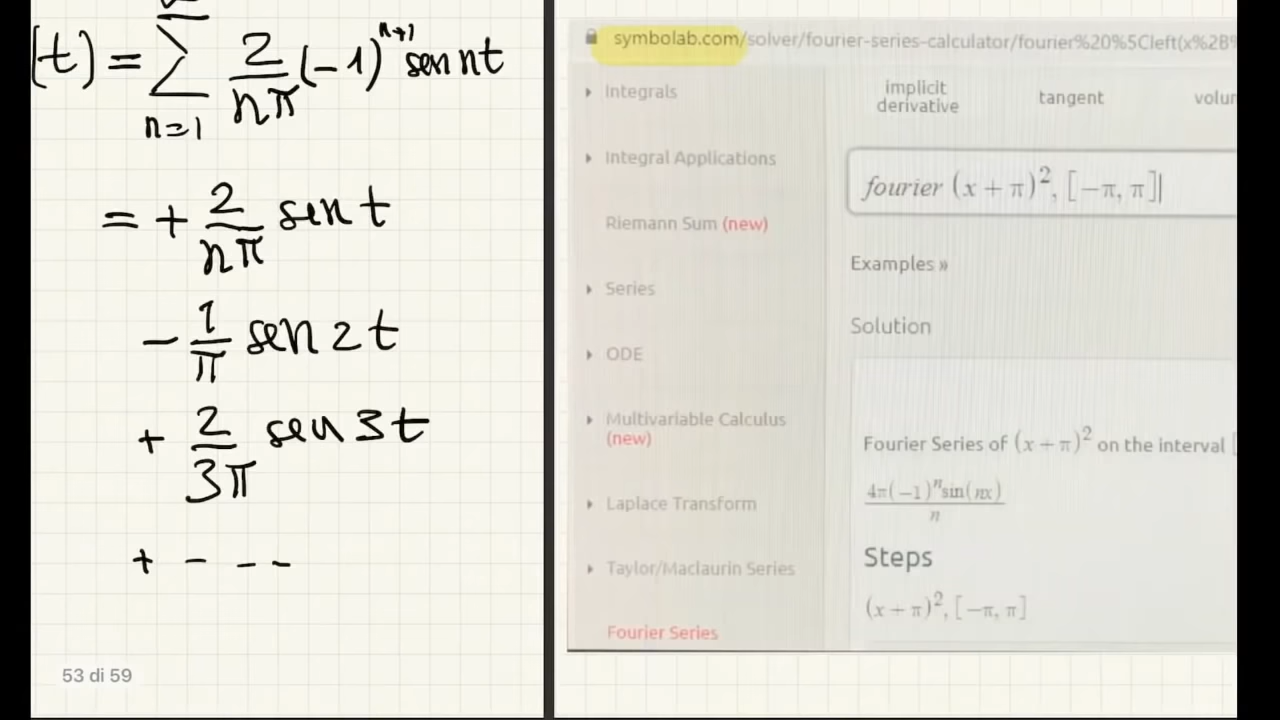 (t) = ∑ 2/nπ (-1)^n+1 sen nt
n=1
= + 2/nπ sen t
- 1/π sen 2t
+ 2/3π sen 3t
+ - --
53 di 59
symbolab.com/solver/fourier-series-calculator/fourier%20%5Cleft(x%2B%
Integrals
Integral Applications
Riemann Sum (new)
Series
ODE
Multivariable Calculus
(new)
Laplace Transform
Taylor/Maclaurin Series
Fourier Series
implicit
derivative
tangent
fourier (x + π)², [-π, π]
Examples »
Solution
Fourier Series of (x + π)² on the interval [
4π(-1)^n sin(nx)/n
Steps
(x + π)², [-π, π]